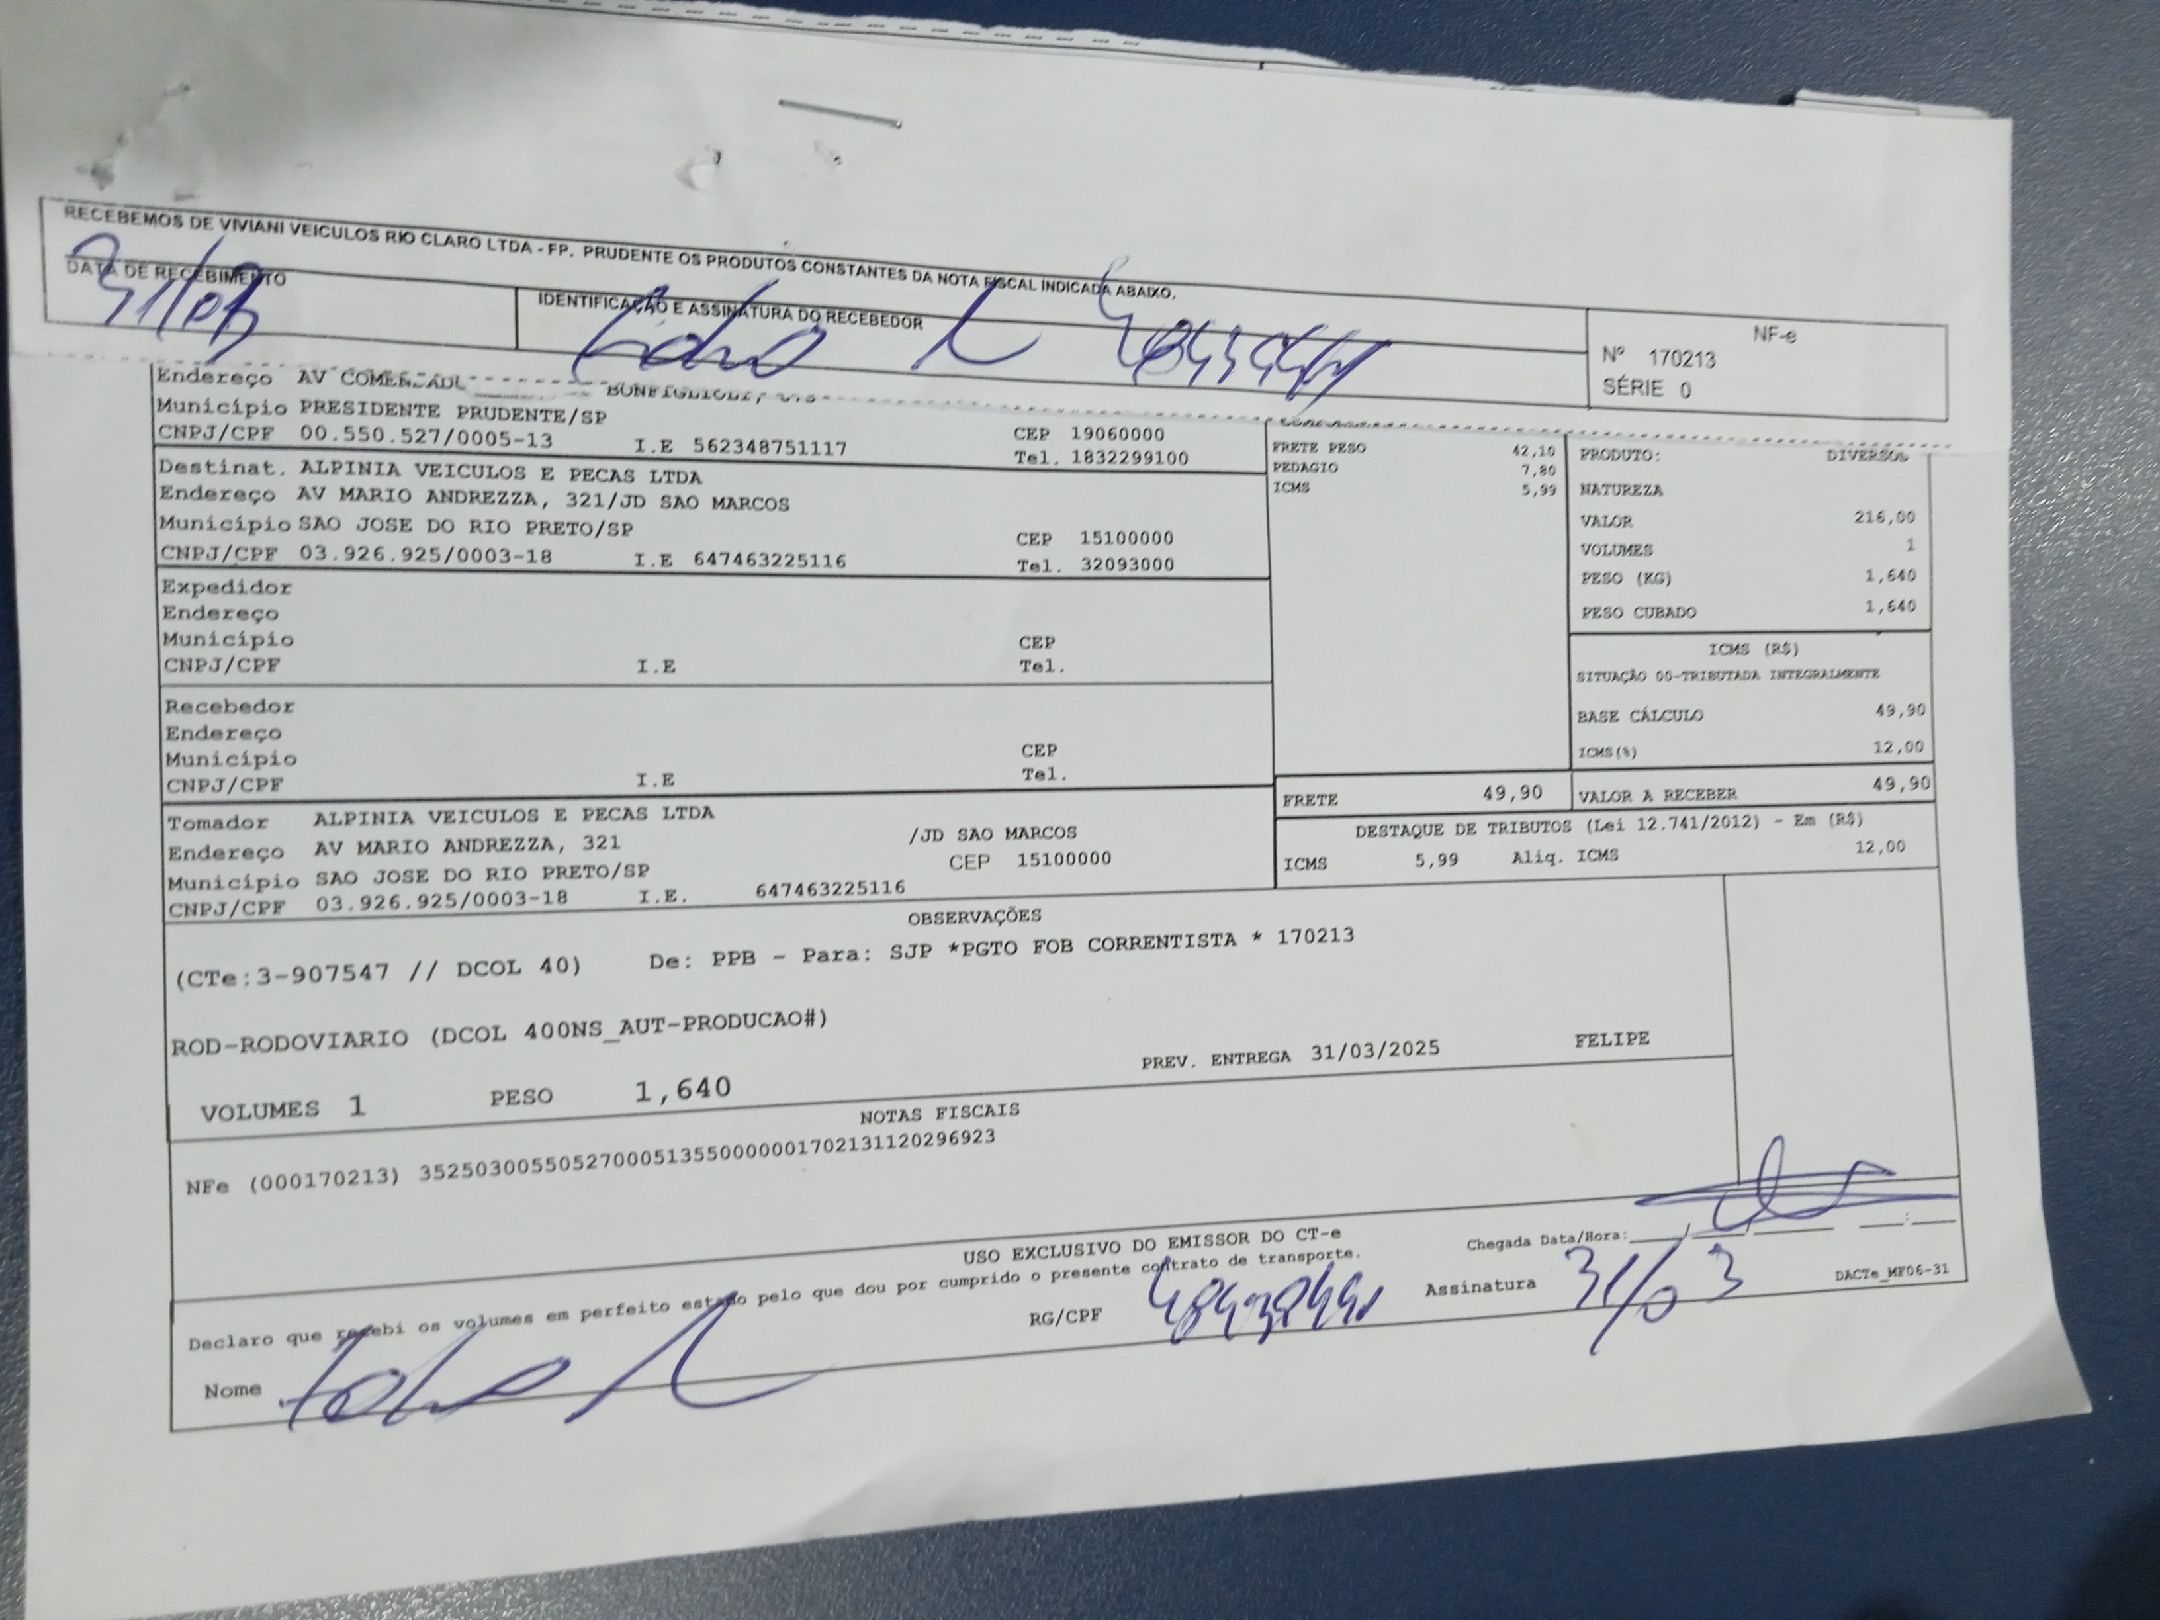 RECEBEMOS DE VIVIANI VEICULOS RIO CLARO LTDA - FP. PRUDENTE OS PRODUTOS CONSTANTES DA NOTA FISCAL INDICADA ABAIXO.
DATA DE RECEBIMENTO
31/03
IDENTIFICAÇÃO E ASSINATURA DO RECEBEDOR
NF-e
Nº 170213
SÉRIE 0
Endereço AV
Município PRESIDENTE PRUDENTE/SP
CNPJ/CPF 00.550.527/0005-13 I.E 562348751117
CEP 19060000
Tel. 1832299100
Destinat. ALPINIA VEICULOS E PECAS LTDA
Endereço AV MARIO ANDREZZA, 321/JD SAO MARCOS
Município SAO JOSE DO RIO PRETO/SP
CNPJ/CPF 03.926.925/0003-18 I.E 647463225116
CEP 15100000
Tel. 32093000
Expedidor
Endereço
Município CEP
CNPJ/CPF I.E Tel.
Recebedor
Endereço
Município CEP
CNPJ/CPF I.E Tel.
Tomador ALPINIA VEICULOS E PECAS LTDA
Endereço AV MARIO ANDREZZA, 321 /JD SAO MARCOS
Município SAO JOSE DO RIO PRETO/SP CEP 15100000
CNPJ/CPF 03.926.925/0003-18 I.E. 647463225116
FRETE PESO 42,10
PEDAGIO 7,80
ICMS 5,99
PRODUTO: DIVERSOS
NATUREZA
VALOR 216,00
VOLUMES 1
PESO (KG) 1,640
PESO CUBADO 1,640
ICMS (R$)
SITUAÇÃO 00-TRIBUTADA INTEGRALMENTE
BASE CÁLCULO 49,90
ICMS(%) 12,00
FRETE 49,90
VALOR A RECEBER 49,90
DESTAQUE DE TRIBUTOS (Lei 12.741/2012) - Em (R$)
ICMS 5,99 Aliq. ICMS 12,00
OBSERVAÇÕES
(CTe:3-907547 // DCOL 40) De: PPB - Para: SJP *PGTO FOB CORRENTISTA * 170213
ROD-RODOVIARIO (DCOL 400NS_AUT-PRODUCAO#)
PREV. ENTREGA 31/03/2025 FELIPE
VOLUMES 1 PESO 1,640
NOTAS FISCAIS
NFe (000170213) 35250300550527000513550000001702131120296923
USO EXCLUSIVO DO EMISSOR DO CT-e
Declaro que recebi os volumes em perfeito estado pelo que dou por cumprido o presente contrato de transporte.
Chegada Data/Hora:____/____/____ ___:___
Nome
RG/CPF
Assinatura 31/03
DACTe_MF06-31